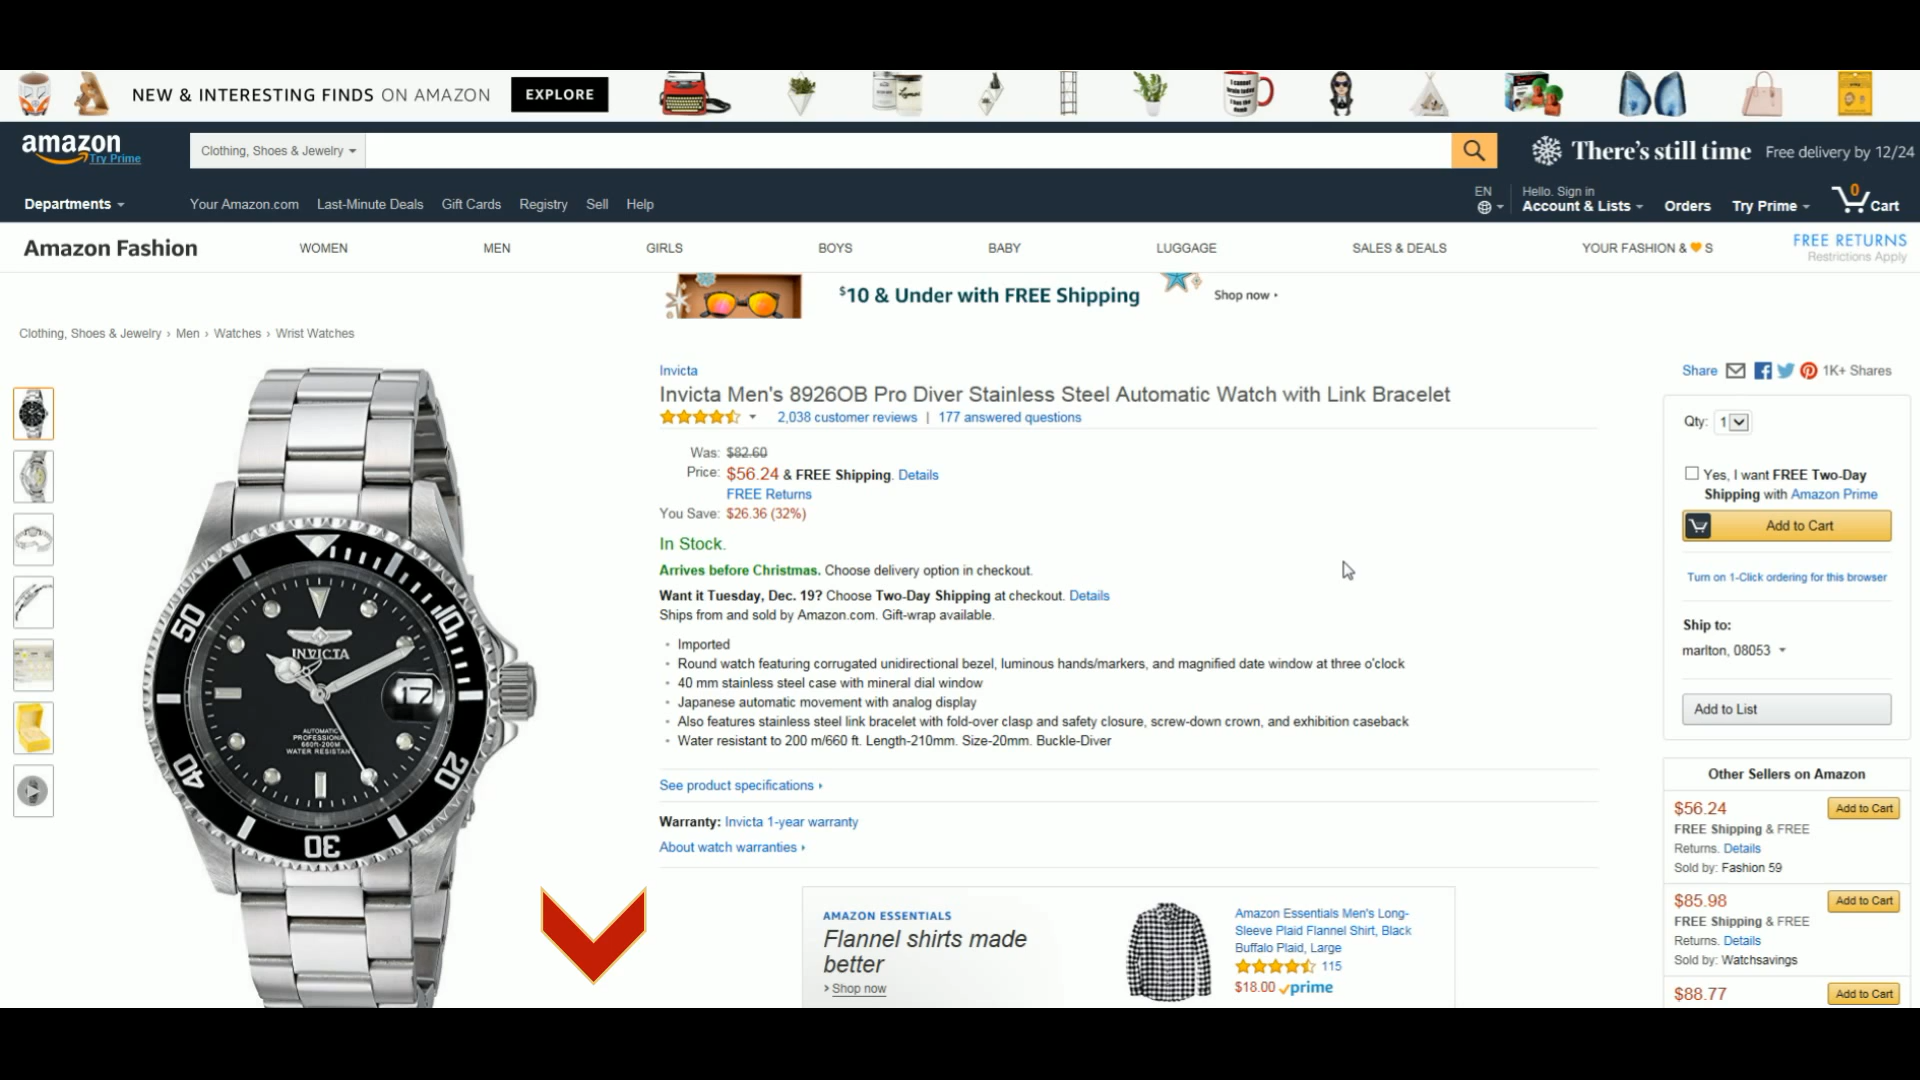 NEW & INTERESTING FINDS ON AMAZON EXPLORE
amazon
Try Prime
Clothing, Shoes & Jewelry
There's still time Free delivery by 12/24
Departments
Your Amazon.com Last-Minute Deals Gift Cards Registry Sell Help
EN
Hello. Sign in
Account & Lists
Orders
Try Prime
0
Cart
Amazon Fashion
WOMEN MEN GIRLS BOYS BABY LUGGAGE SALES & DEALS YOUR FASHION & 🧡 S
FREE RETURNS
Restrictions Apply
$10 & Under with FREE Shipping
Shop now ▸
Clothing, Shoes & Jewelry › Men › Watches › Wrist Watches
Invicta
Invicta Men's 8926OB Pro Diver Stainless Steel Automatic Watch with Link Bracelet
2,038 customer reviews | 177 answered questions
Was: $82.60
Price: $56.24 & FREE Shipping. Details
FREE Returns
You Save: $26.36 (32%)
In Stock.
Arrives before Christmas. Choose delivery option in checkout.
Want it Tuesday, Dec. 19? Choose Two-Day Shipping at checkout. Details
Ships from and sold by Amazon.com. Gift-wrap available.
• Imported
• Round watch featuring corrugated unidirectional bezel, luminous hands/markers, and magnified date window at three o'clock
• 40 mm stainless steel case with mineral dial window
• Japanese automatic movement with analog display
• Also features stainless steel link bracelet with fold-over clasp and safety closure, screw-down crown, and exhibition caseback
• Water resistant to 200 m/660 ft. Length-210mm. Size-20mm. Buckle-Diver
See product specifications ›
Warranty: Invicta 1-year warranty
About watch warranties ›
AMAZON ESSENTIALS
Flannel shirts made
better
› Shop now
Amazon Essentials Men's Long-
Sleeve Plaid Flannel Shirt, Black
Buffalo Plaid, Large
115
$18.00 prime
Share 1K+ Shares
Qty: 1
Yes, I want FREE Two-Day
Shipping with Amazon Prime
Add to Cart
Turn on 1-Click ordering for this browser
Ship to:
marlton, 08053
Add to List
Other Sellers on Amazon
$56.24 Add to Cart
FREE Shipping & FREE
Returns. Details
Sold by: Fashion 59
$85.98 Add to Cart
FREE Shipping & FREE
Returns. Details
Sold by: Watchsavings
$88.77 Add to Cart
50
10
20
30
40
INVICTA
17
AUTOMATIC
PROFESSIONAL
660ft-200M
WATER RESISTANT